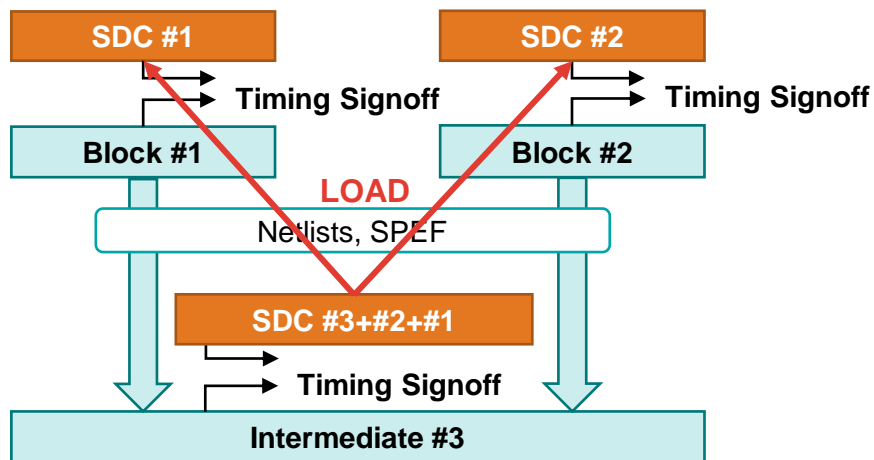 SDC #1
SDC #2
Timing Signoff
Timing Signoff
Block #1
Block #2
LOAD
Netlists, SPEF
SDC #3+#2+#1
Timing Signoff
Intermediate #3